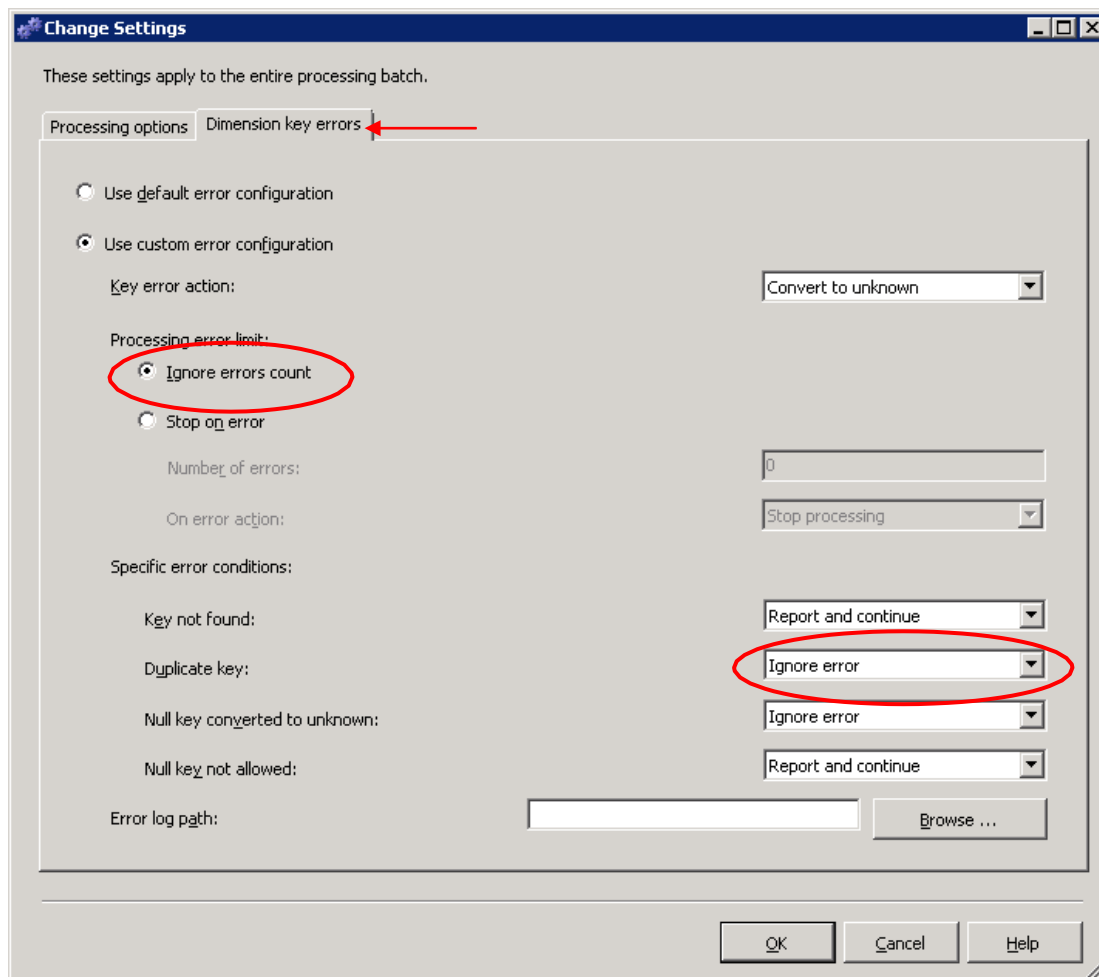 Change Settings
These settings apply to the entire processing batch.
Processing options Dimension key errors
Use default error configuration
Use custom error configuration
Key error action: Convert to unknown
Processing error limit:
Ignore errors count
Stop on error
Number of errors: 0
On error action: Stop processing
Specific error conditions:
Key not found: Report and continue
Duplicate key: Ignore error
Null key converted to unknown: Ignore error
Null key not allowed: Report and continue
Error log path: Browse ...
OK Cancel Help